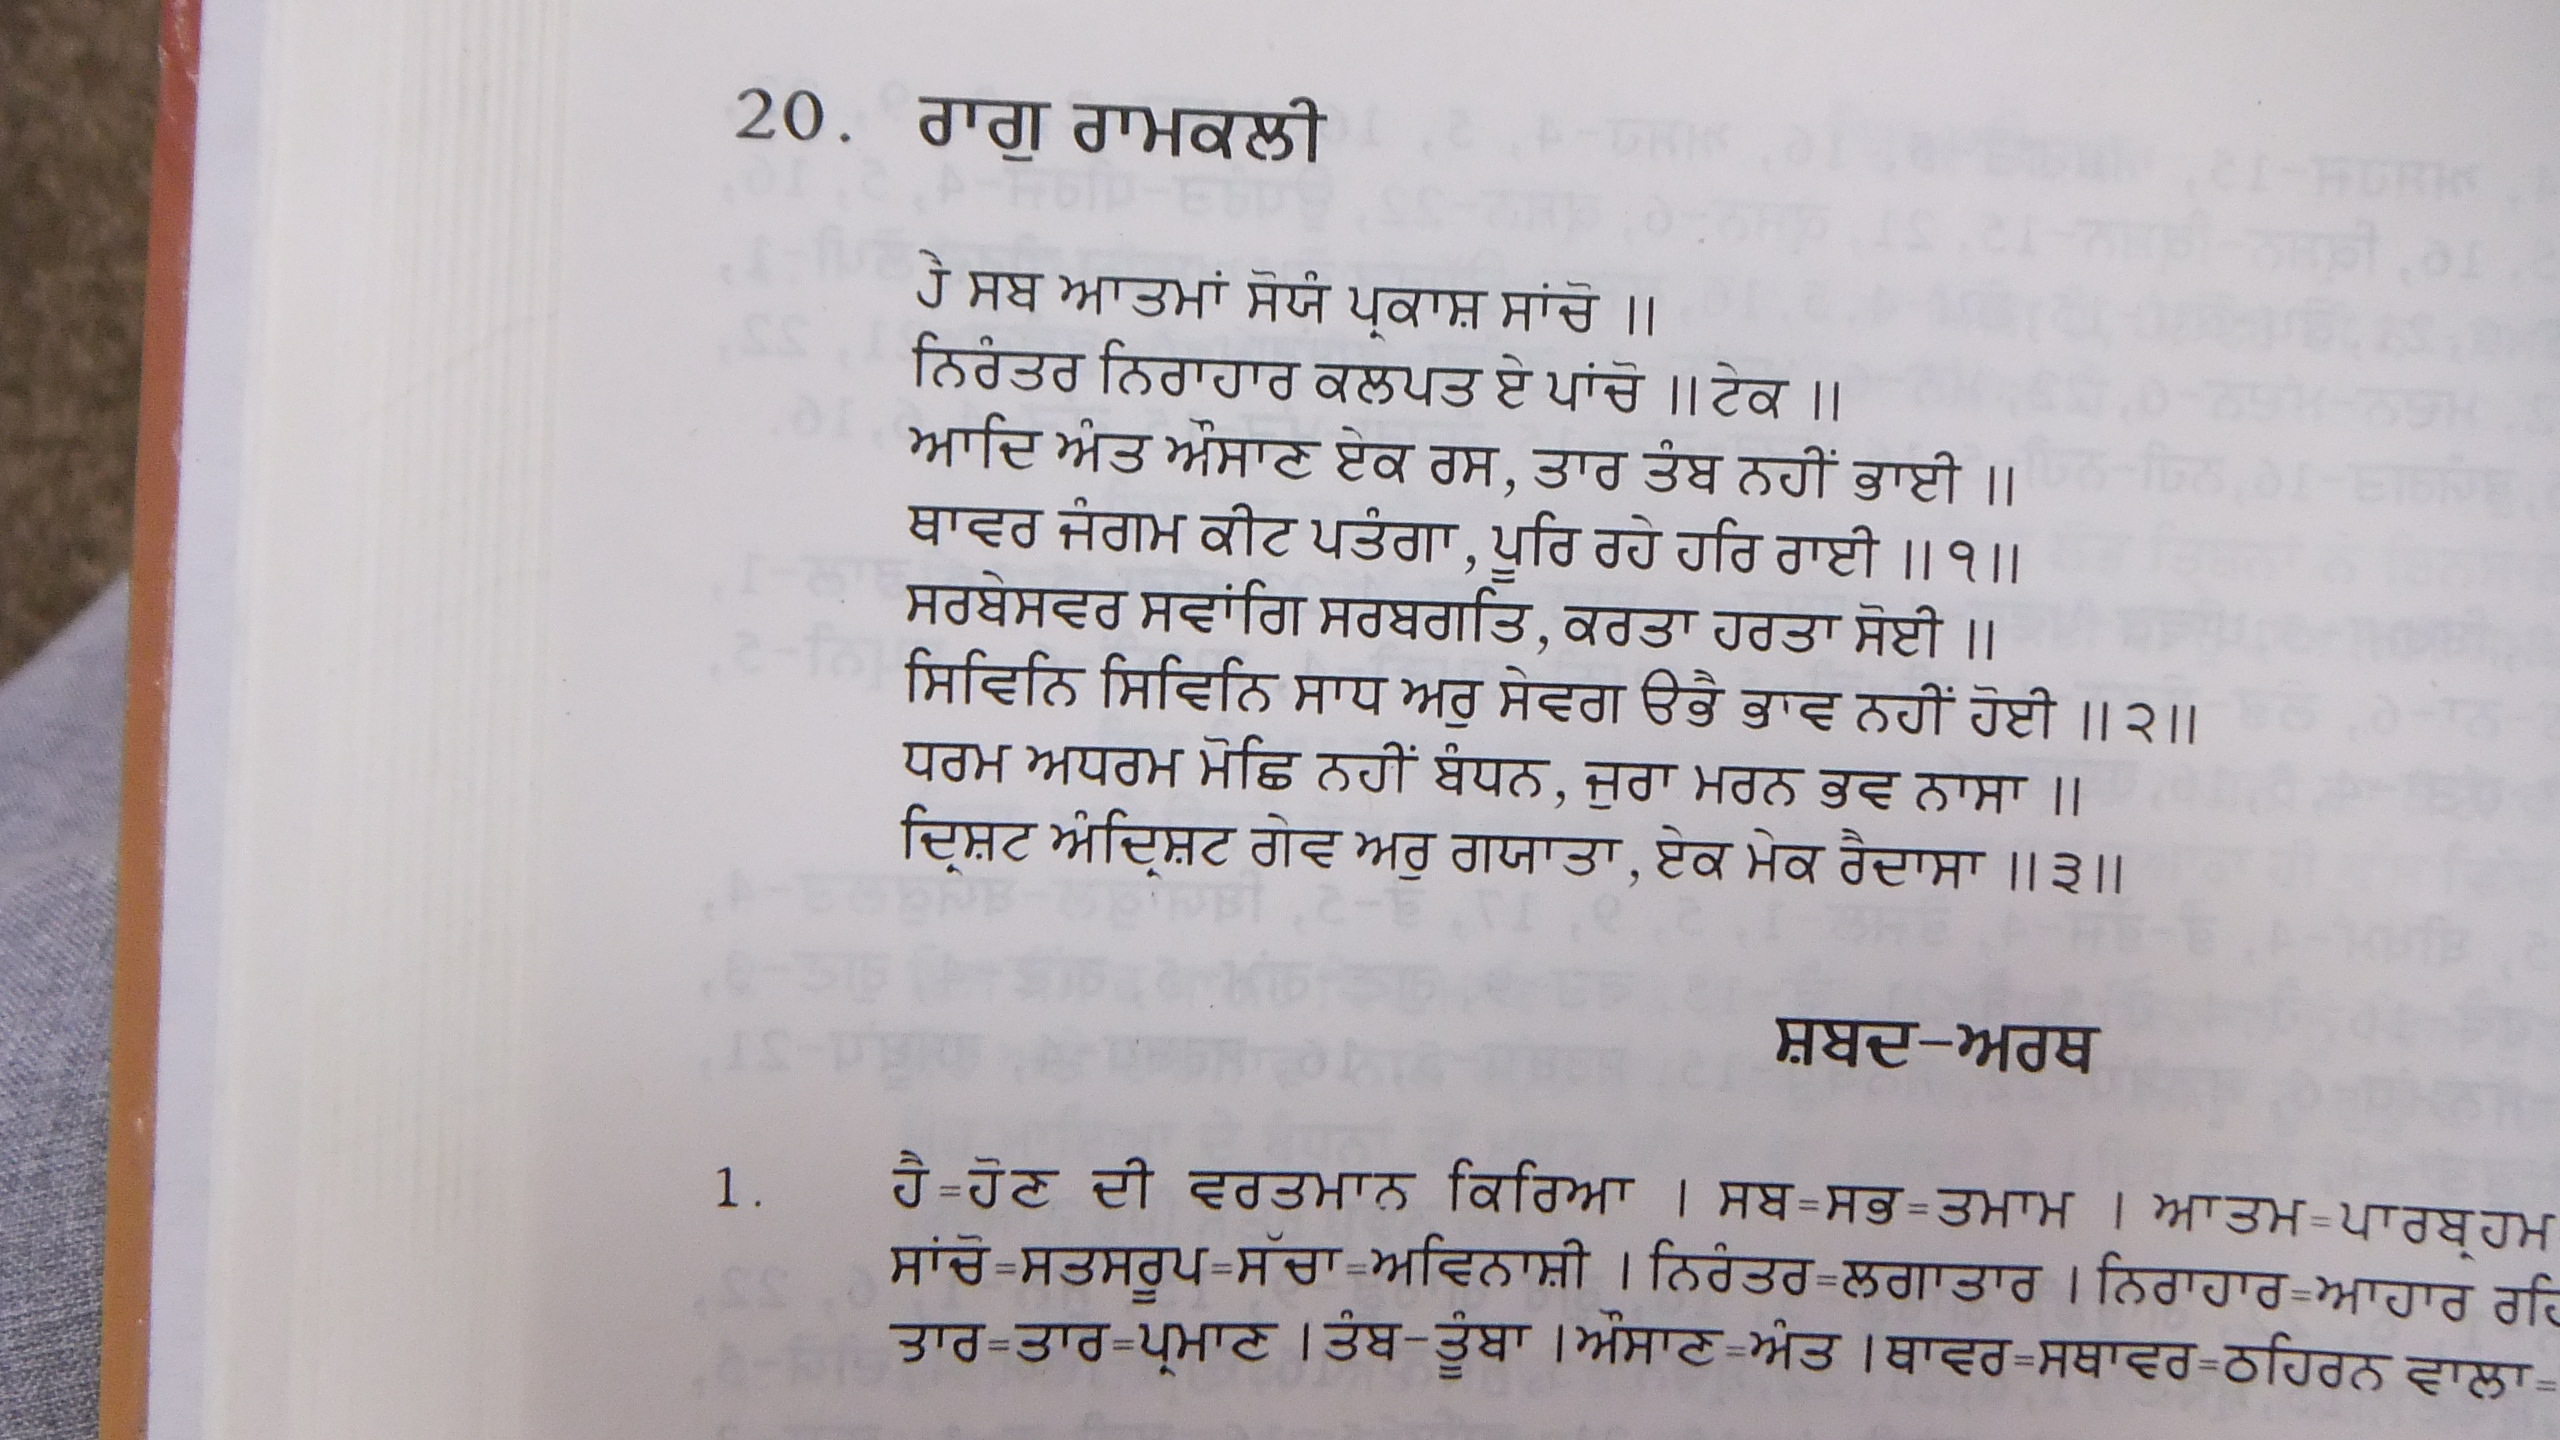 20. ਰਾਗੁ ਰਾਮਕਲੀ
ਹੈ ਸਬ ਆਤਮਾਂ ਸੋਯੰ ਪ੍ਰਕਾਸ਼ ਸਾਂਚੋ ॥
ਨਿਰੰਤਰ ਨਿਰਾਹਾਰ ਕਲਪਤ ਏ ਪਾਂਚੋ ॥ ਟੇਕ ॥
ਆਦਿ ਅੰਤ ਔਸਾਣ ਏਕ ਰਸ, ਤਾਰ ਤੰਬ ਨਹੀਂ ਭਾਈ ॥
ਥਾਵਰ ਜੰਗਮ ਕੀਟ ਪਤੰਗਾ, ਪੂਰਿ ਰਹੇ ਹਰਿ ਰਾਈ ॥੧॥
ਸਰਬੇਸਵਰ ਸਵਾਂਗਿ ਸਰਬਗਤਿ, ਕਰਤਾ ਹਰਤਾ ਸੋਈ ॥
ਸਿਵਿਨਿ ਸਿਵਿਨਿ ਸਾਧ ਅਰੁ ਸੇਵਗ ੳਭੈ ਭਾਵ ਨਹੀਂ ਹੋਈ ॥੨॥
ਧਰਮ ਅਧਰਮ ਮੋਛਿ ਨਹੀਂ ਬੰਧਨ, ਜੁਰਾ ਮਰਨ ਭਵ ਨਾਸਾ ॥
ਦ੍ਰਿਸ਼ਟ ਅੰਦ੍ਰਿਸ਼ਟ ਗੇਵ ਅਰੁ ਗਯਾਤਾ, ਏਕ ਮੇਕ ਰੈਦਾਸਾ ॥੩॥
ਸ਼ਬਦ-ਅਰਥ
1. ਹੈ=ਹੋਣ ਦੀ ਵਰਤਮਾਨ ਕਿਰਿਆ । ਸਬ=ਸਭ=ਤਮਾਮ । ਆਤਮ=ਪਾਰਬ੍ਰਹਮ
ਸਾਂਚੋ=ਸਤਸਰੂਪ=ਸੱਚਾ=ਅਵਿਨਾਸ਼ੀ । ਨਿਰੰਤਰ=ਲਗਾਤਾਰ । ਨਿਰਾਹਾਰ=ਆਹਾਰ
ਤਾਰ=ਤਾਰ=ਪ੍ਰਮਾਣ । ਤੰਬ-ਤੂੰਬਾ । ਔਸਾਣ=ਅੰਤ । ਥਾਵਰ=ਸਥਾਵਰ=ਠਹਿਰਨ ਵਾਲਾ=